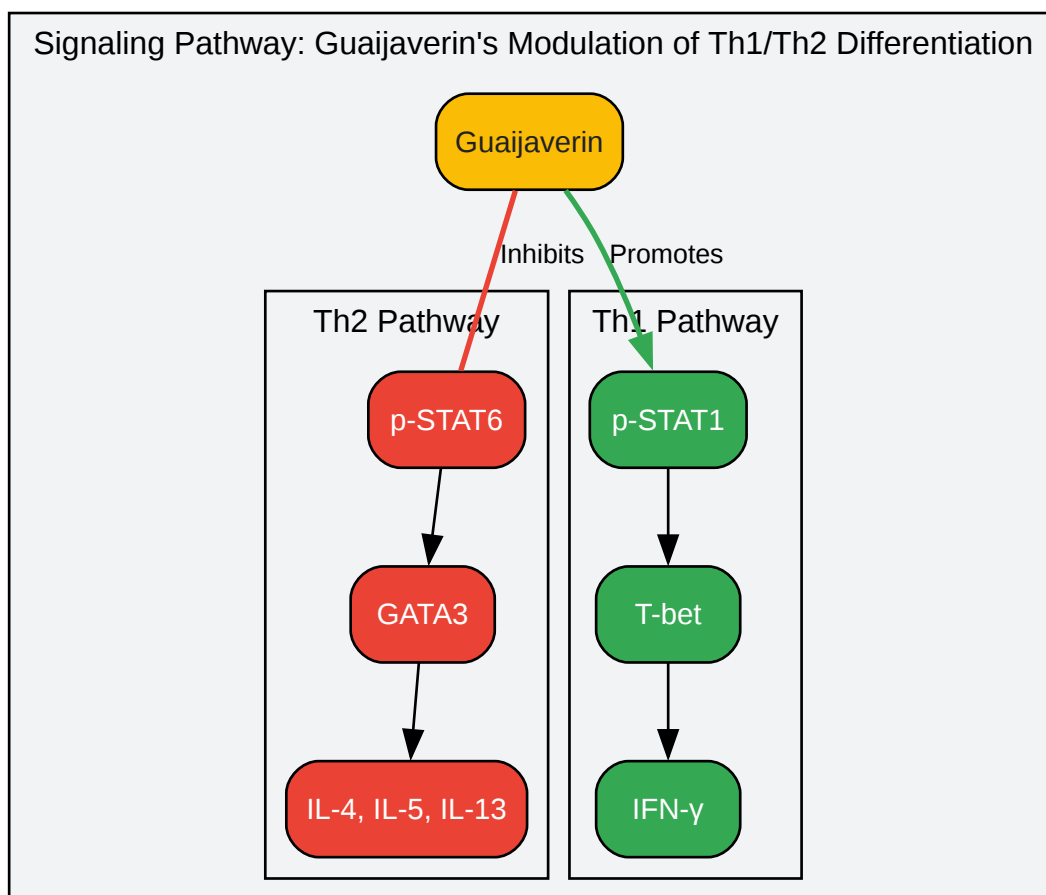 Signaling Pathway: Guaijaverin's Modulation of Th1/Th2 Differentiation
Guaijaverin
Inhibits
Promotes
Th2 Pathway
p-STAT6
GATA3
IL-4, IL-5, IL-13
Th1 Pathway
p-STAT1
T-bet
IFN-γ